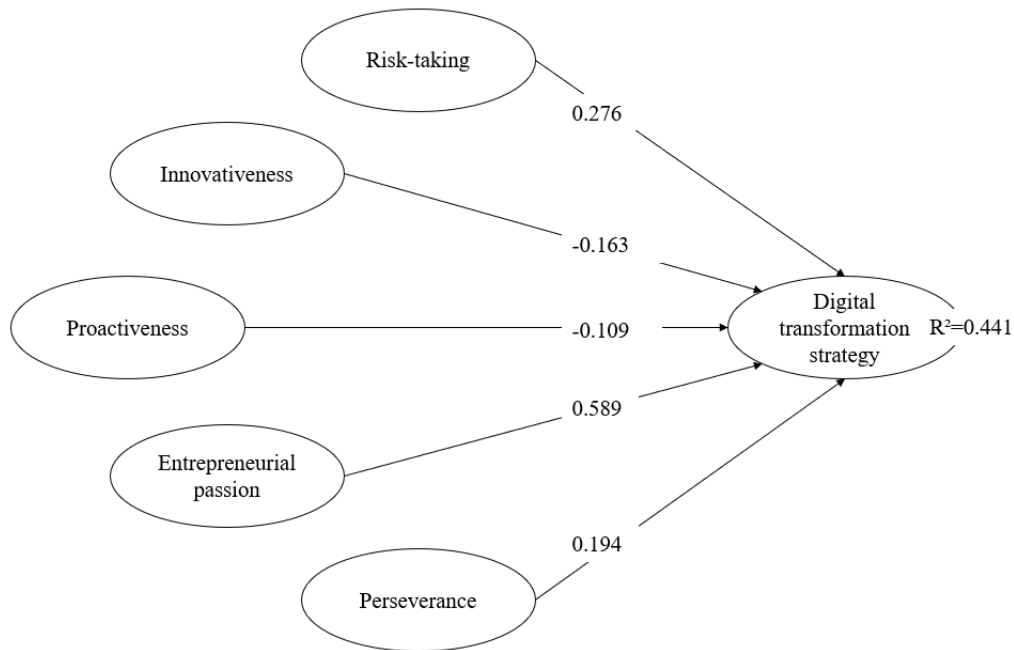 Risk-taking
0.276
Innovativeness
-0.163
Proactiveness
-0.109
Digital
transformation
strategy
R²=0.441
0.589
Entrepreneurial
passion
0.194
Perseverance